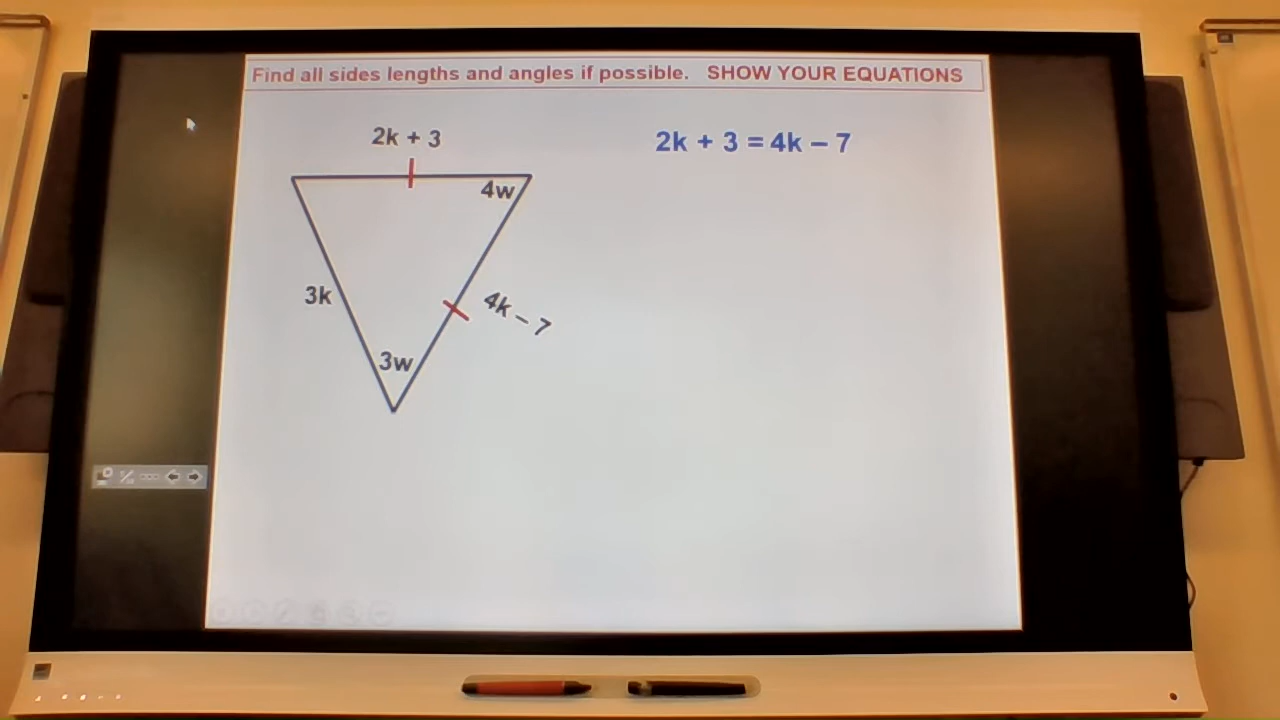 Find all sides lengths and angles if possible. SHOW YOUR EQUATIONS
2k + 3
2k + 3 = 4k – 7
4w
3k
4k – 7
3w